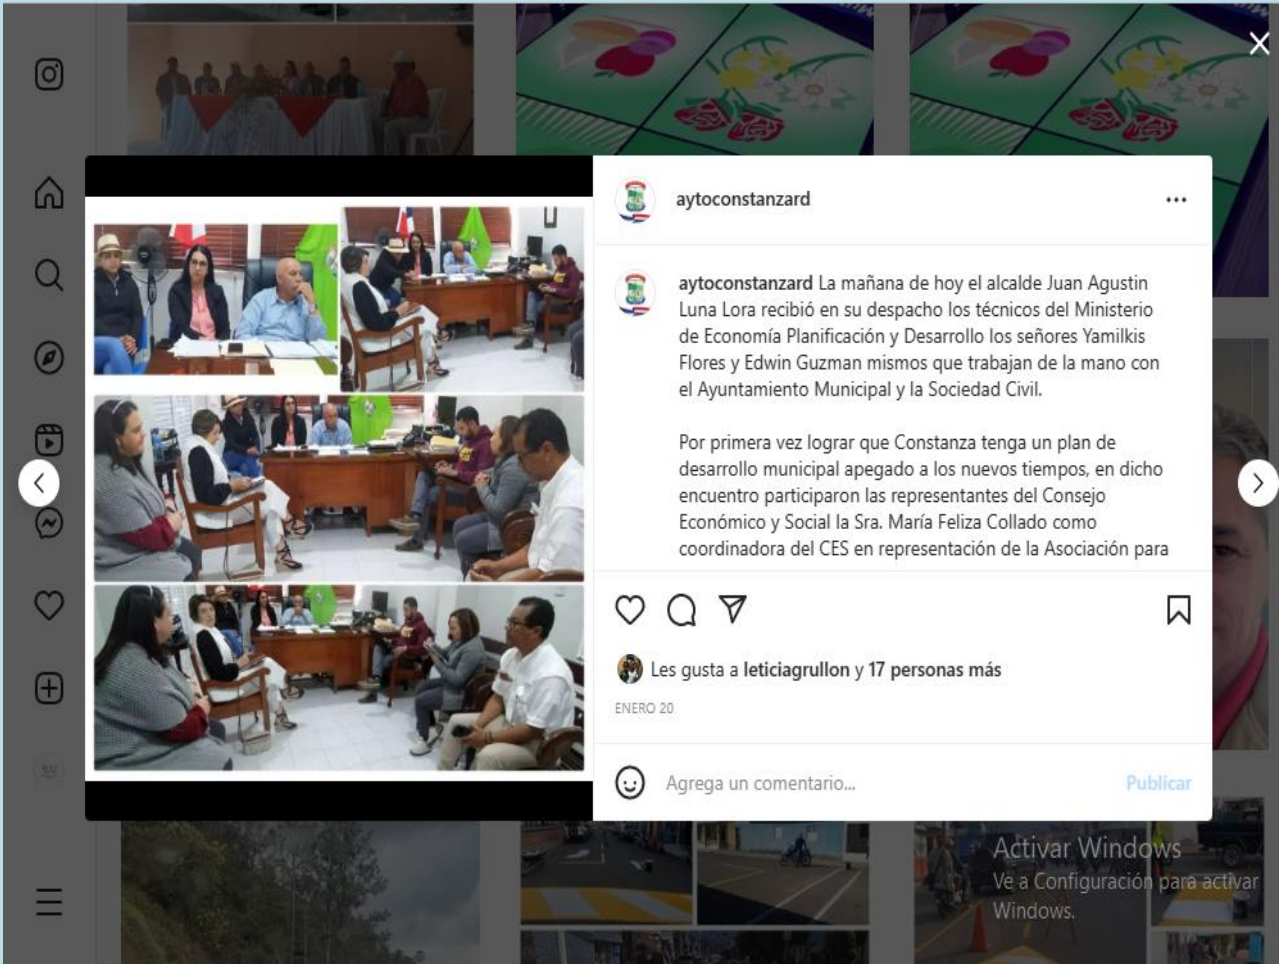 aytoconstanzard
aytoconstanzard La mañana de hoy el alcalde Juan Agustin
Luna Lora recibió en su despacho los técnicos del Ministerio
de Economía Planificación y Desarrollo los señores Yamilkis
Flores y Edwin Guzman mismos que trabajan de la mano con
el Ayuntamiento Municipal y la Sociedad Civil.
Por primera vez lograr que Constanza tenga un plan de
desarrollo municipal apegado a los nuevos tiempos, en dicho
encuentro participaron las representantes del Consejo
Económico y Social la Sra. María Feliza Collado como
coordinadora del CES en representación de la Asociación para
Les gusta a leticiagrullon y 17 personas más
ENERO 20
Agrega un comentario...
Publicar
Activar Windows
Ve a Configuración para activar
Windows.